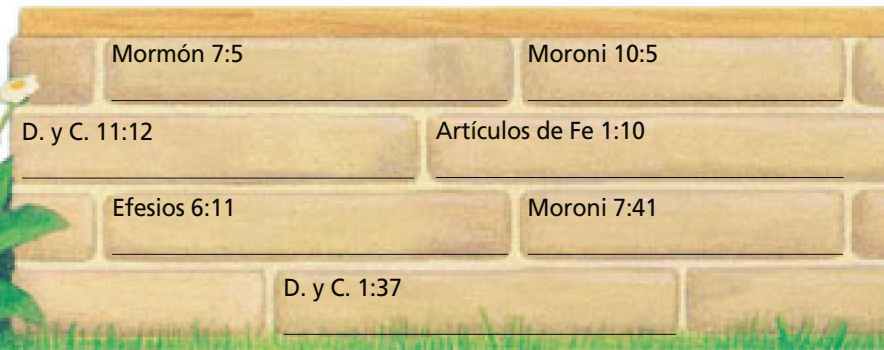 Mormón 7:5
Moroni 10:5
D. y C. 11:12
Artículos de Fe 1:10
Efesios 6:11
Moroni 7:41
D. y C. 1:37